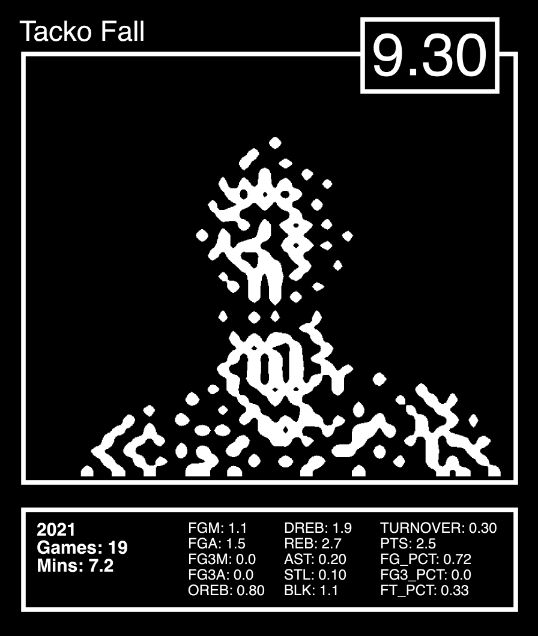 Tacko Fall
9.30
2021
Games: 19
Mins: 7.2
FGM: 1.1
FGA: 1.5
FG3M: 0.0
FG3A: 0.0
OREB: 0.80
DREB: 1.9
REB: 2.7
AST: 0.20
STL: 0.10
BLK: 1.1
TURNOVER: 0.30
PTS: 2.5
FG_PCT: 0.72
FG3_PCT: 0.0
FT_PCT: 0.33